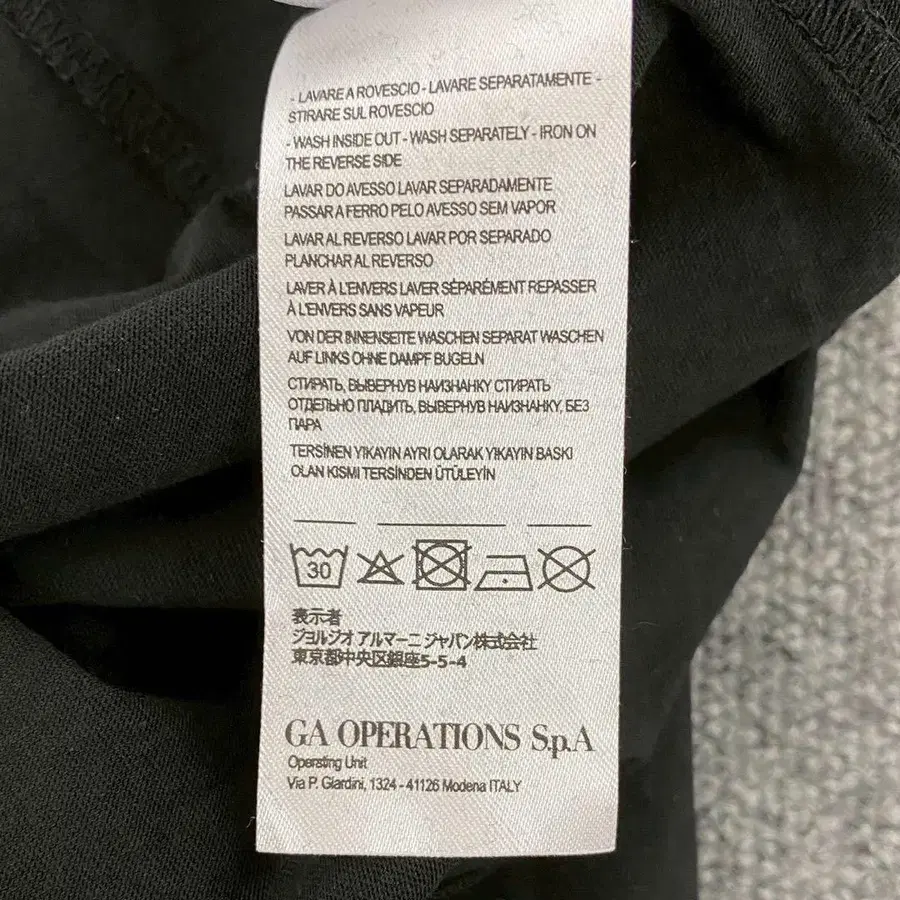 - LAVARE A ROVESCIO - LAVARE SEPARATAMENTE -
STIRARE SUL ROVESCIO
- WASH INSIDE OUT - WASH SEPARATELY - IRON ON
THE REVERSE SIDE
LAVAR DO AVESSO LAVAR SEPARADAMENTE
PASSAR A FERRO PELO AVESSO SEM VAPOR
LAVAR AL REVERSO LAVAR POR SEPARADO
PLANCHAR AL REVERSO
LAVER À L'ENVERS LAVER SÉPARÉMENT REPASSER
À L'ENVERS SANS VAPEUR
VON DER INNENSEITE WASCHEN SEPARAT WASCHEN
AUF LINKS OHNE DAMPF BUGELN
СТИРАТЬ, ВЫВЕРНУВ НАИЗНАНКУ СТИРАТЬ
ОТДЕЛЬНО ГЛАДИТЬ, ВЫВЕРНУВ НАИЗНАНКУ, БЕЗ
ПАРА
TERSİNEN YIKAYIN AYRI OLARAK YIKAYIN BASKI
OLAN KISMI TERSİNDEN ÜTÜLEYİN
30
表示者
ジョルジオ アルマーニ ジャパン株式会社
東京都中央区銀座5-5-4
GA OPERATIONS S.p.A
Operating Unit
Via P. Giardini, 1324 - 41126 Modena ITALY